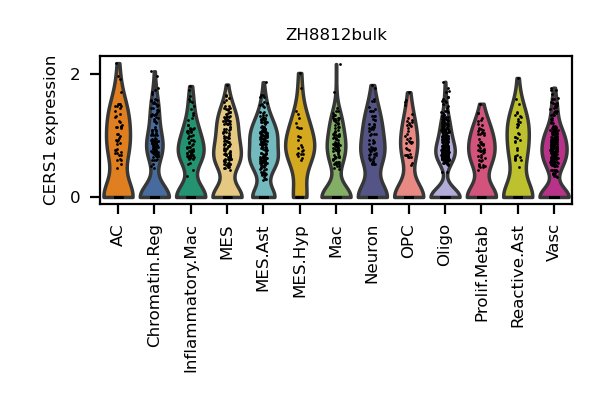 ZH8812bulk
CERS1 expression
2
0
AC
Chromatin.Reg
Inflammatory.Mac
MES
MES.Ast
MES.Hyp
Mac
Neuron
OPC
Oligo
Prolif.Metab
Reactive.Ast
Vasc